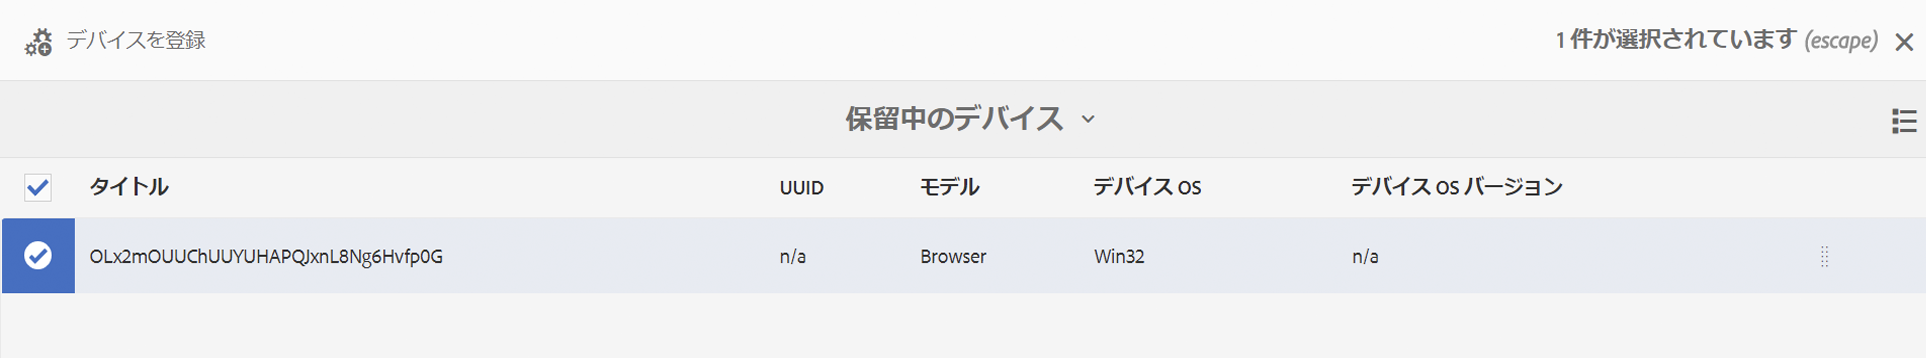 デバイスを登録
1 件が選択されています (escape)
保留中のデバイス
タイトル UUID モデル デバイス OS デバイス OS バージョン
OLx2mOUUChUUYUHAPQJxnL8Ng6Hvfp0G n/a Browser Win32 n/a